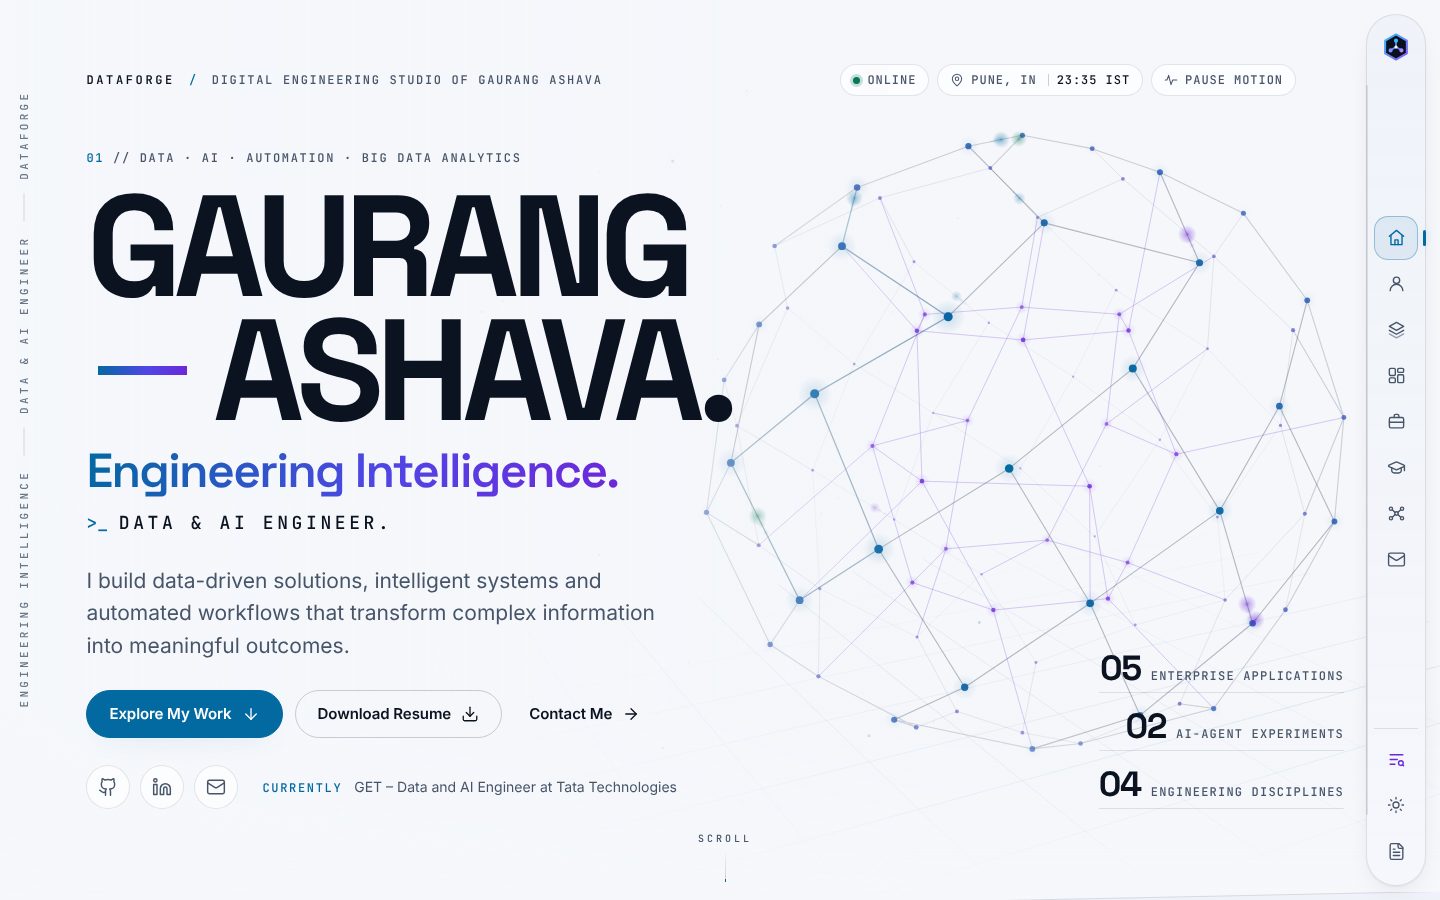 DATAFORGE / DIGITAL ENGINEERING STUDIO OF GAURANG ASHAVA
ONLINE
PUNE, IN | 23:35 IST
PAUSE MOTION
ENGINEERING INTELLIGENCE — DATA & AI ENGINEER — DATAFORGE
01 // DATA · AI · AUTOMATION · BIG DATA ANALYTICS
GAURANG
ASHAVA.
Engineering Intelligence.
>_ DATA & AI ENGINEER.
I build data-driven solutions, intelligent systems and
automated workflows that transform complex information
into meaningful outcomes.
Explore My Work
Download Resume
Contact Me
CURRENTLY GET – Data and AI Engineer at Tata Technologies
05 ENTERPRISE APPLICATIONS
02 AI-AGENT EXPERIMENTS
04 ENGINEERING DISCIPLINES
SCROLL